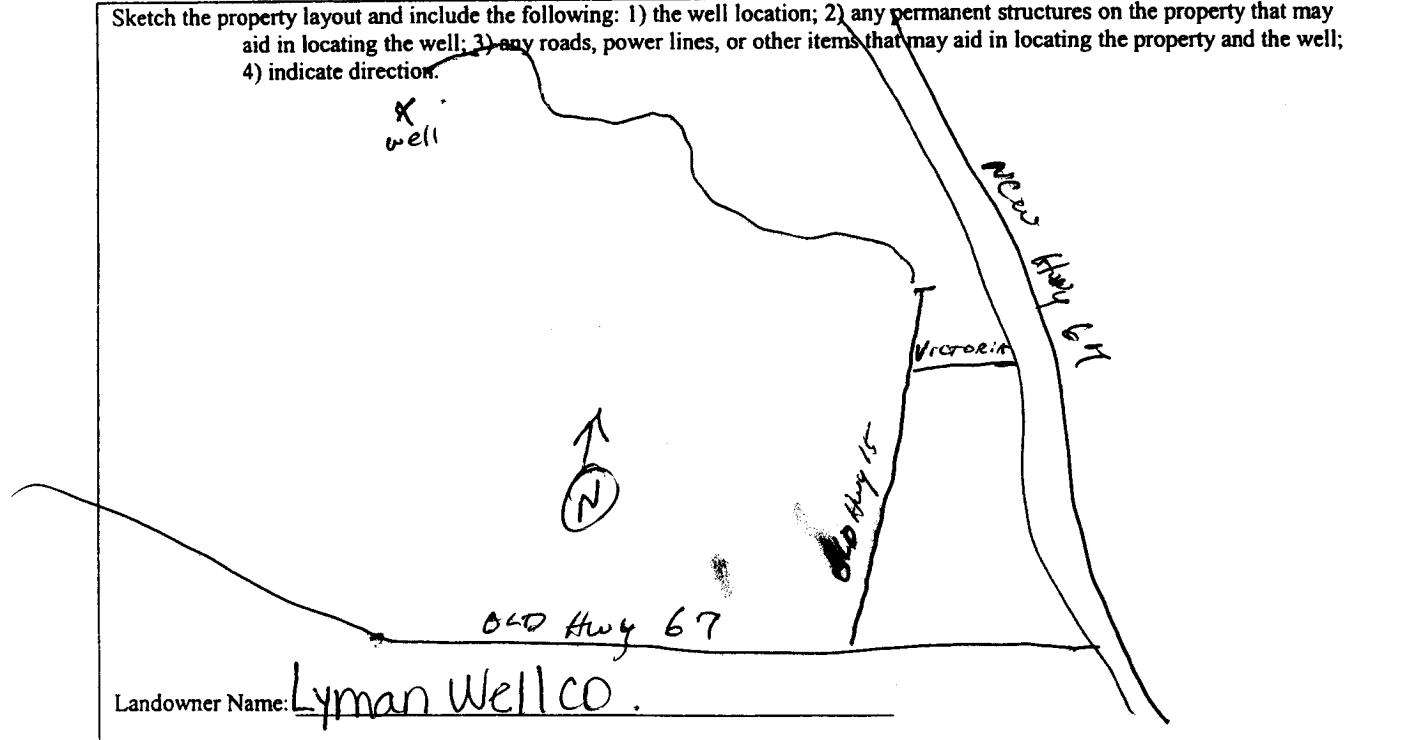 Sketch the property layout and include the following: 1) the well location; 2) any permanent structures on the property that may
aid in locating the well; 3) any roads, power lines, or other items that may aid in locating the property and the well;
4) indicate direction.
X
well
New Hwy 67
VICTORIA
OLD Hwy 15
N
OLD Hwy 67
Landowner Name: Lyman Well CO.